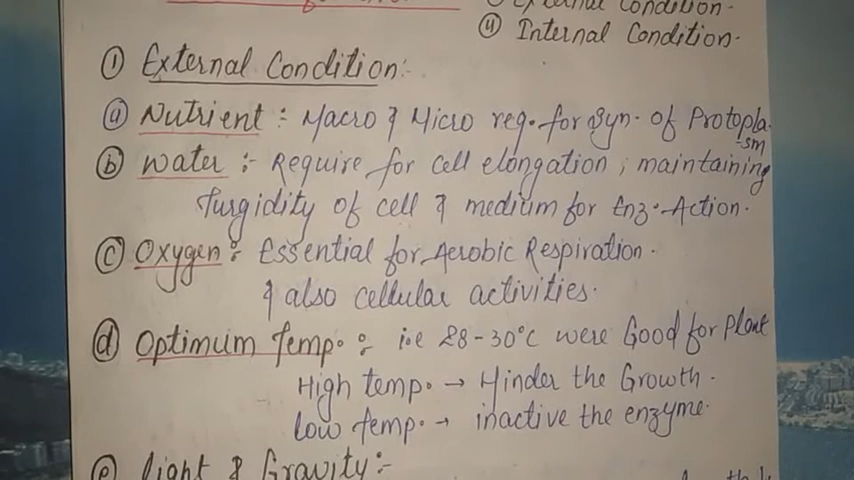 External Condition-
④ Internal Condition-
① External Condition:-
ⓐ Nutrient :- Macro & Micro req. for syn. of Protopla-
-sm
ⓑ Water :- Require for cell elongation, maintaining
Turgidity of cell & medium for Enz. Action.
ⓒ Oxygen :- Essential for Aerobic Respiration.
& also cellular activities.
ⓓ Optimum Temp. :- i.e 28-30°C were Good for Plant
High temp. → Hinder the Growth.
Low Temp. → inactive the enzyme.
ⓔ light & Gravity:-